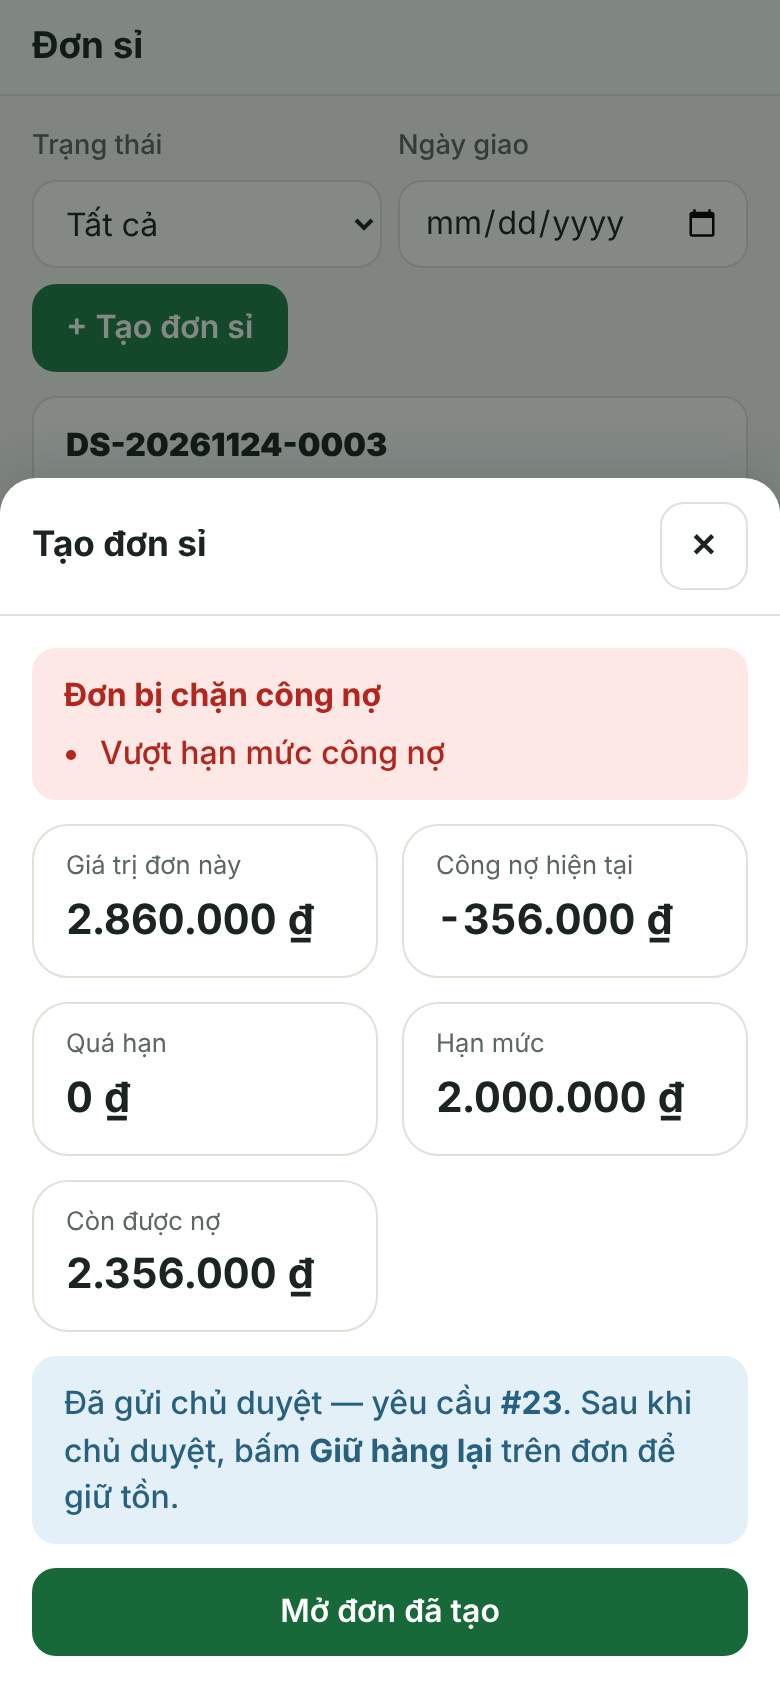 Đơn sỉ
Trạng thái
Ngày giao
Tất cả
mm/dd/yyyy
+ Tạo đơn sỉ
DS-20261124-0003
Tạo đơn sỉ
×
Đơn bị chặn công nợ
• Vượt hạn mức công nợ
Giá trị đơn này
2.860.000 ₫
Công nợ hiện tại
-356.000 ₫
Quá hạn
0 ₫
Hạn mức
2.000.000 ₫
Còn được nợ
2.356.000 ₫
Đã gửi chủ duyệt — yêu cầu #23. Sau khi
chủ duyệt, bấm Giữ hàng lại trên đơn để
giữ tồn.
Mở đơn đã tạo